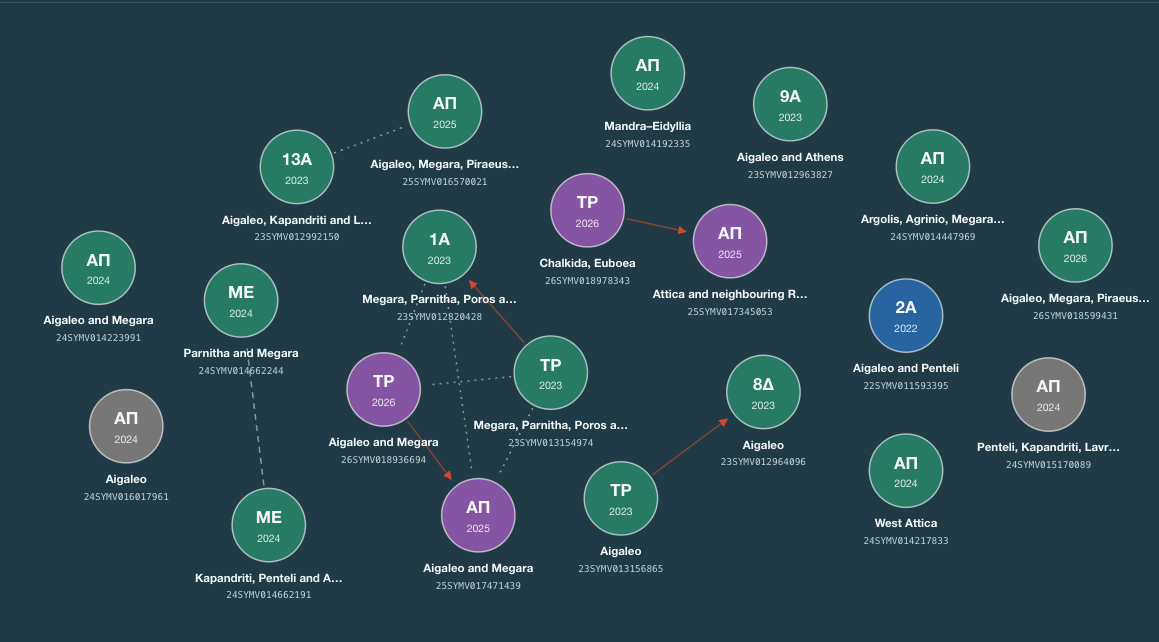 ΑΠ
2024
Mandra–Eidyllia
24SYMV014192335
9Α
2023
Aigaleo and Athens
23SYMV012963827
ΑΠ
2025
Aigaleo, Megara, Piraeus...
25SYMV016570021
13Α
2023
Aigaleo, Kapandriti and L...
23SYMV012992150
ΑΠ
2024
Argolis, Agrinio, Megara...
24SYMV014447969
ΤΡ
2026
Chalkida, Euboea
26SYMV018978343
ΑΠ
2025
Attica and neighbouring R...
25SYMV017345053
1Α
2023
Megara, Parnitha, Poros a...
23SYMV012820428
ΑΠ
2026
Aigaleo, Megara, Piraeus...
26SYMV018599431
ΑΠ
2024
Aigaleo and Megara
24SYMV014223991
ΜΕ
2024
Parnitha and Megara
24SYMV014662244
2Α
2022
Aigaleo and Penteli
22SYMV011593395
ΤΡ
2023
Megara, Parnitha, Poros a...
23SYMV013154974
ΤΡ
2026
Aigaleo and Megara
26SYMV018936694
8Δ
2023
Aigaleo
23SYMV012964096
ΑΠ
2024
Penteli, Kapandriti, Lavr...
24SYMV015170089
ΑΠ
2024
Aigaleo
24SYMV016017961
ΑΠ
2024
West Attica
24SYMV014217833
ΤΡ
2023
Aigaleo
23SYMV013156865
ΑΠ
2025
Aigaleo and Megara
25SYMV017471439
ΜΕ
2024
Kapandriti, Penteli and A...
24SYMV014662191